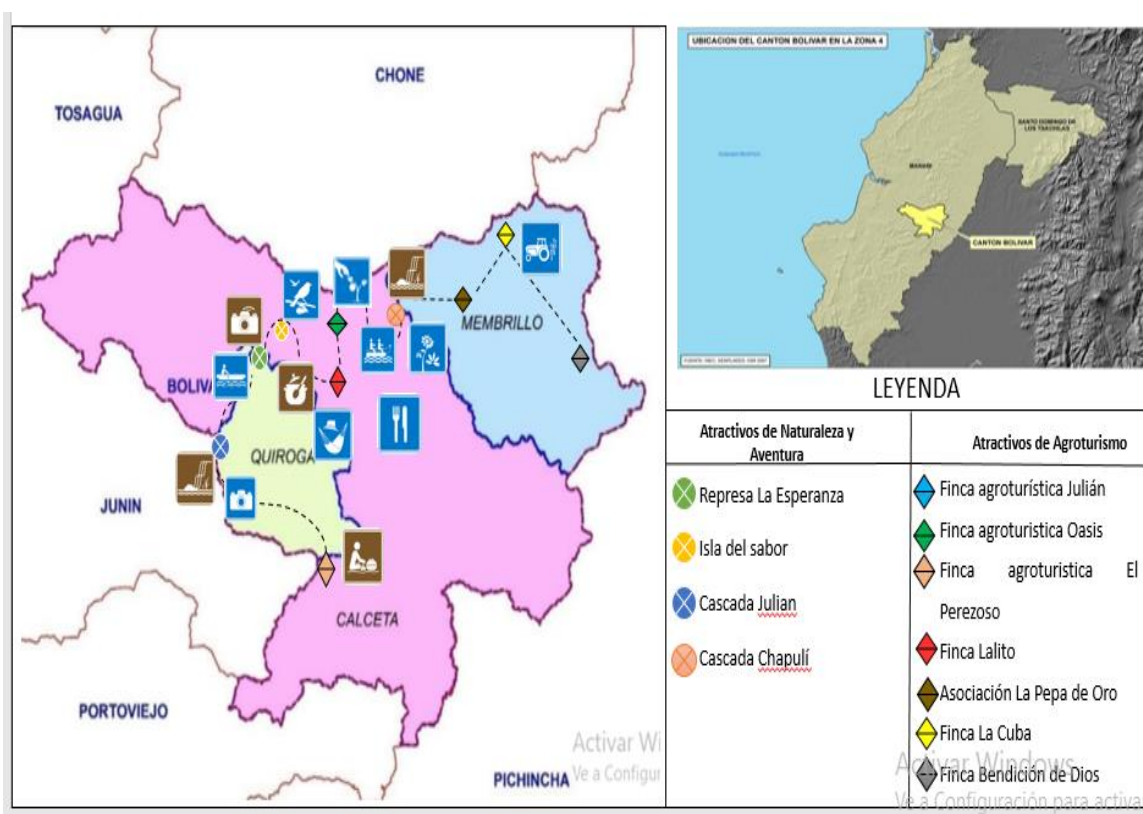 CHONE
TOSAGUA
MEMBRILLO
BOLIVA
QUIROGA
JUNIN
CALCETA
PORTOVIEJO
PICHINCHA
Activar Wi
Ve a Configur
UBICACION DEL CANTON BOLIVAR EN LA ZONA 4
SANTO DOMINGO DE
LOS TSACHILAS
MANABI
CANTON BOLIVAR
LEYENDA
Atractivos de Naturaleza y
Aventura
Represa La Esperanza
Isla del sabor
Cascada Julian
Cascada Chapulí
Atractivos de Agroturismo
Finca agroturística Julián
Finca agroturistica Oasis
Finca agroturistica El
Perezoso
Finca Lalito
Asociación La Pepa de Oro
Finca La Cuba
Finca Bendición de Dios
Activar Windows
Ve a Configuración para activa